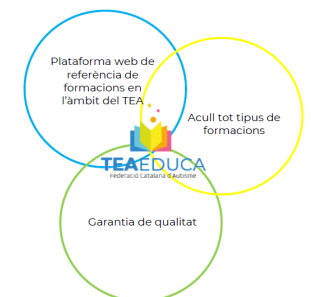 Plataforma web de
referència de
formacions en
l'àmbit del TEA
Acull tot tipus de
formacions
TEAEDUCA
Federació Catalana d'Autisme
Garantia de qualitat